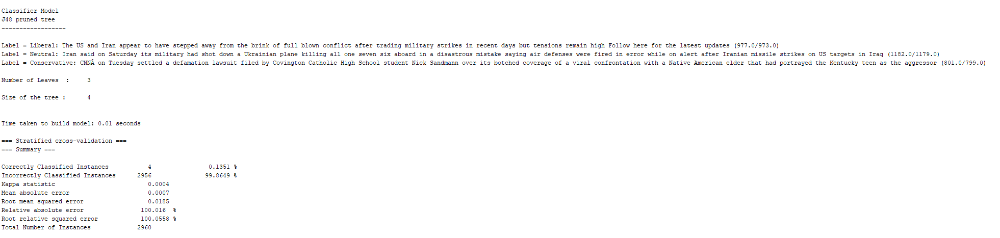 Classifier Model
J48 pruned tree
------------------
Label = Liberal: The US and Iran appear to have stepped away from the brink of full blown conflict after trading military strikes in recent days but tensions remain high Follow here for the latest updates (977.0/973.0)
Label = Neutral: Iran said on Saturday its military had shot down a Ukrainian plane killing all one seven six aboard in a disastrous mistake saying air defenses were fired in error while on alert after Iranian missile strikes on US targets in Iraq (1182.0/1179.0)
Label = Conservative: CNNÂ on Tuesday settled a defamation lawsuit filed by Covington Catholic High School student Nick Sandmann over its botched coverage of a viral confrontation with a Native American elder that had portrayed the Kentucky teen as the aggressor (801.0/799.0)
Number of Leaves  :     3
Size of the tree :      4
Time taken to build model: 0.01 seconds
=== Stratified cross-validation ===
=== Summary ===
Correctly Classified Instances           4                0.1351 %
Incorrectly Classified Instances      2956               99.8649 %
Kappa statistic                          0.0004
Mean absolute error                      0.0007
Root mean squared error                  0.0185
Relative absolute error                100.016  %
Root relative squared error            100.0558 %
Total Number of Instances             2960